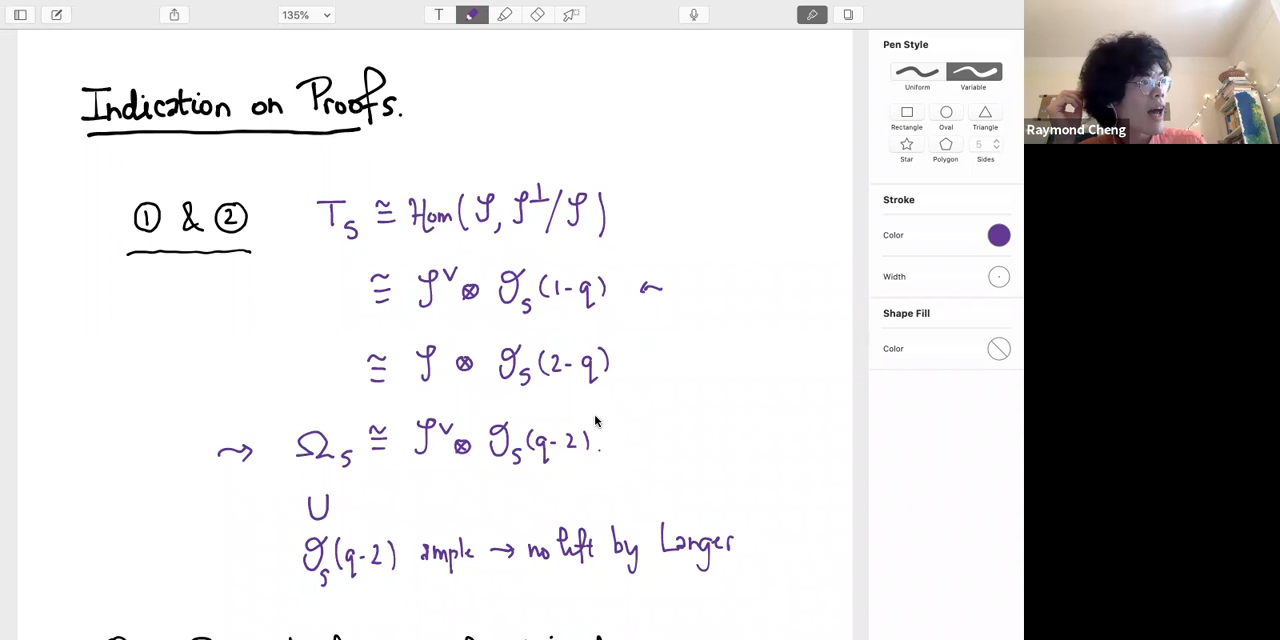 135%
T
Pen Style
Uniform Variable
Rectangle Oval Triangle
5
Star Polygon Sides
Stroke
Color
Width
Shape Fill
Color
Raymond Cheng
Indication on Proofs.
① & ② T_S ≅ Hom(𝒮, 𝒮^⊥/𝒮)
≅ 𝒮^∨ ⊗ 𝒪_S(1-q) ←
≅ 𝒮 ⊗ 𝒪_S(2-q)
⇝ Ω_S ≅ 𝒮^∨ ⊗ 𝒪_S(q-2).
∪
𝒪_S(q-2) ample → no lift by Langer